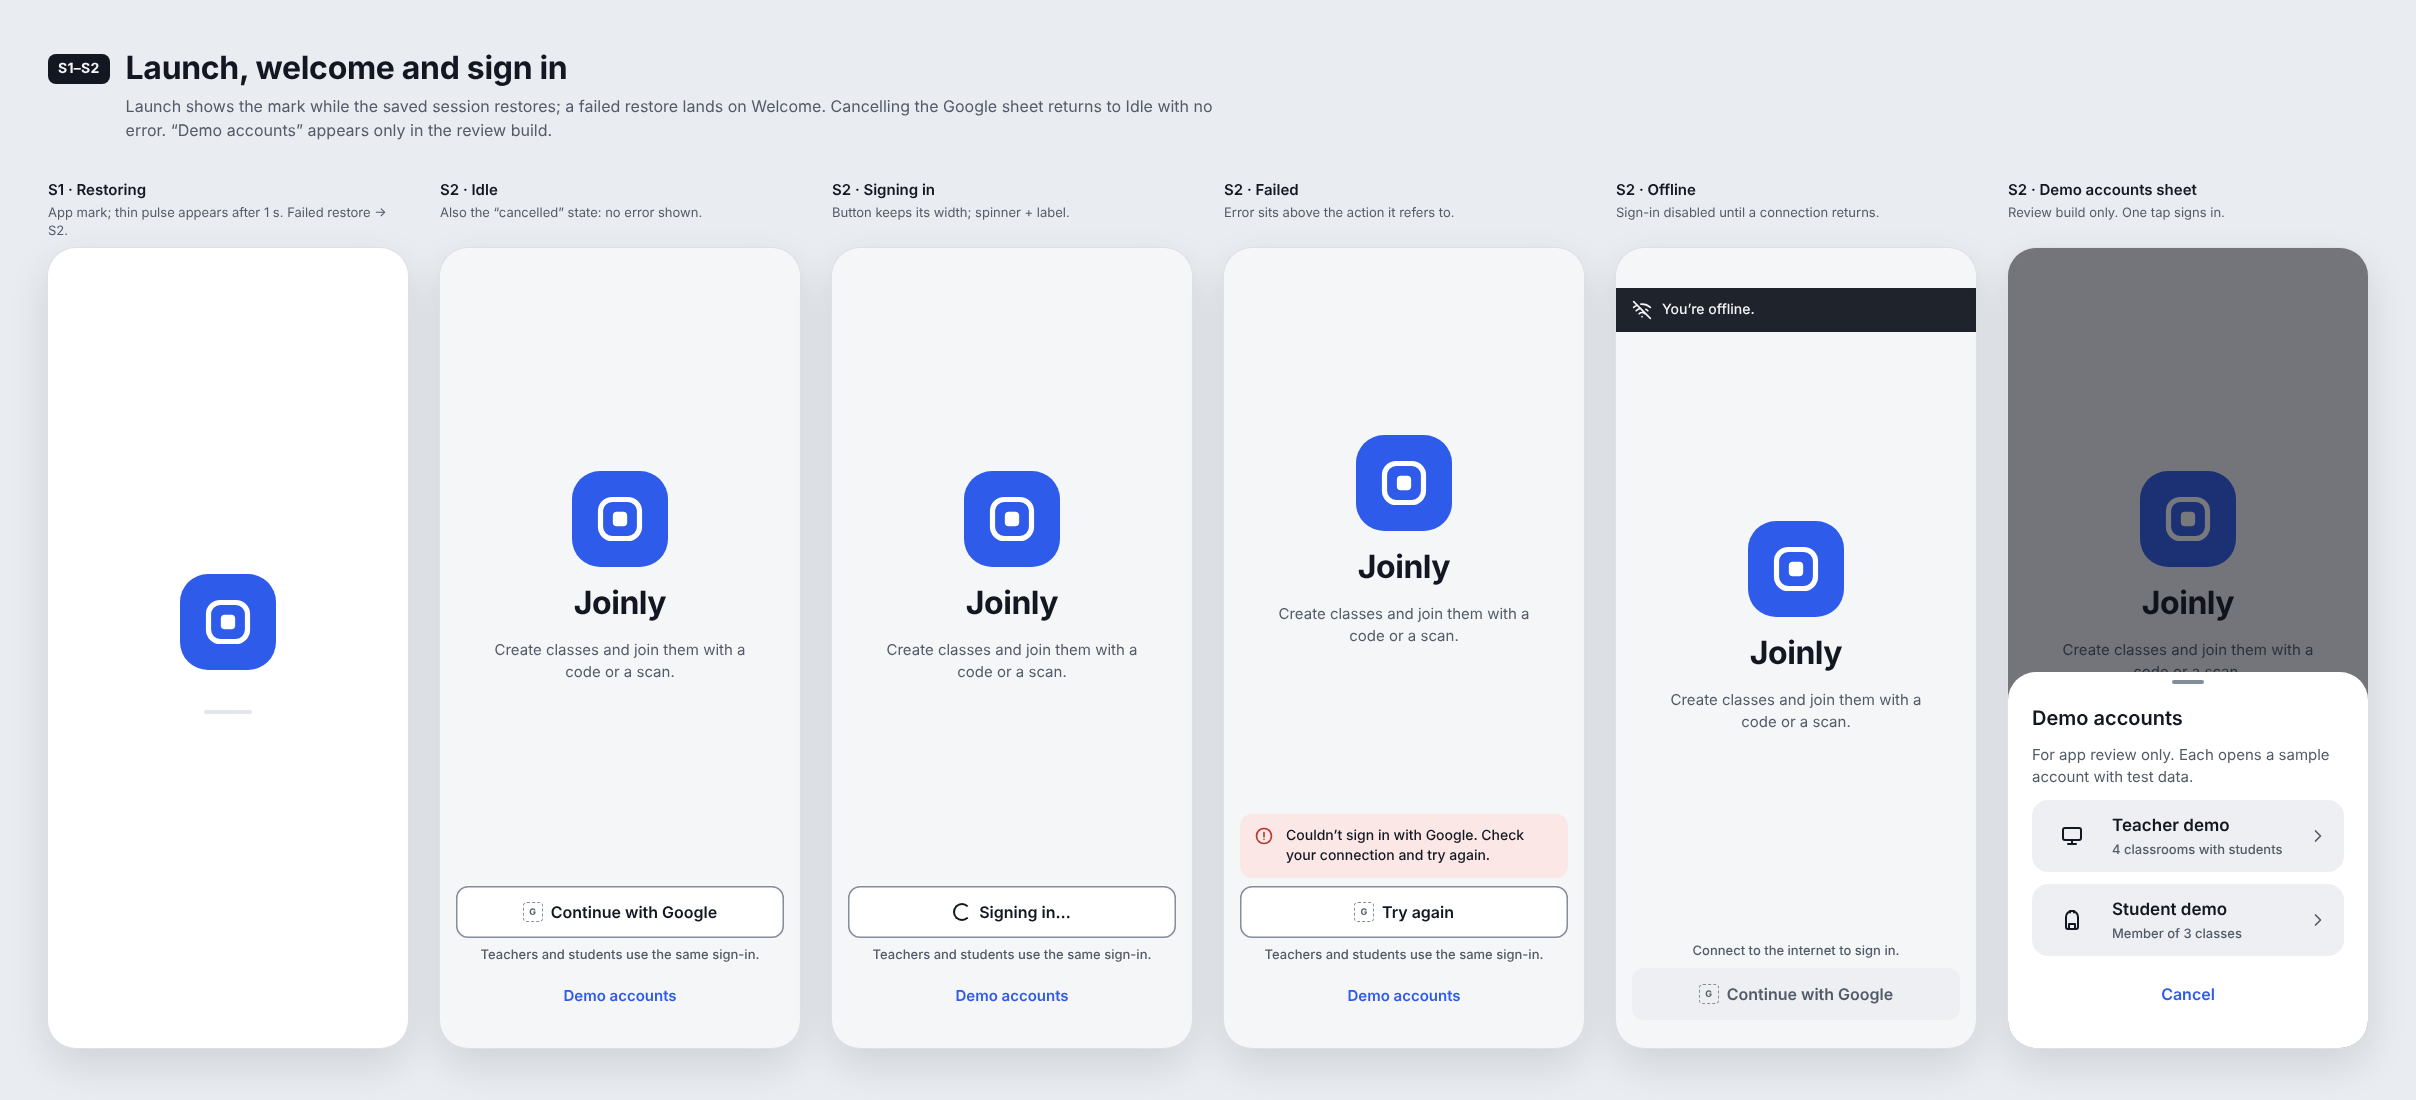 S1–S2
Launch, welcome and sign in
Launch shows the mark while the saved session restores; a failed restore lands on Welcome. Cancelling the Google sheet returns to Idle with no
error. “Demo accounts” appears only in the review build.
S1 · Restoring
App mark; thin pulse appears after 1 s. Failed restore →
S2.
S2 · Idle
Also the “cancelled” state: no error shown.
Joinly
Create classes and join them with a
code or a scan.
G Continue with Google
Teachers and students use the same sign-in.
Demo accounts
S2 · Signing in
Button keeps its width; spinner + label.
Joinly
Create classes and join them with a
code or a scan.
Signing in…
Teachers and students use the same sign-in.
Demo accounts
S2 · Failed
Error sits above the action it refers to.
Joinly
Create classes and join them with a
code or a scan.
Couldn’t sign in with Google. Check
your connection and try again.
G Try again
Teachers and students use the same sign-in.
Demo accounts
S2 · Offline
Sign-in disabled until a connection returns.
You’re offline.
Joinly
Create classes and join them with a
code or a scan.
Connect to the internet to sign in.
G Continue with Google
S2 · Demo accounts sheet
Review build only. One tap signs in.
Joinly
Create classes and join them with a
code or a scan.
Demo accounts
For app review only. Each opens a sample
account with test data.
Teacher demo
4 classrooms with students
Student demo
Member of 3 classes
Cancel